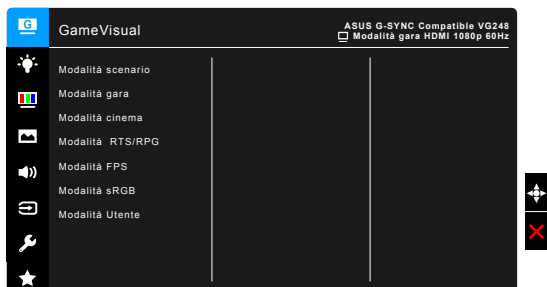 G
GameVisual
ASUS G-SYNC Compatible VG248
Modalità gara HDMI 1080p 60Hz
Modalità scenario
Modalità gara
Modalità cinema
Modalità RTS/RPG
Modalità FPS
Modalità sRGB
Modalità Utente